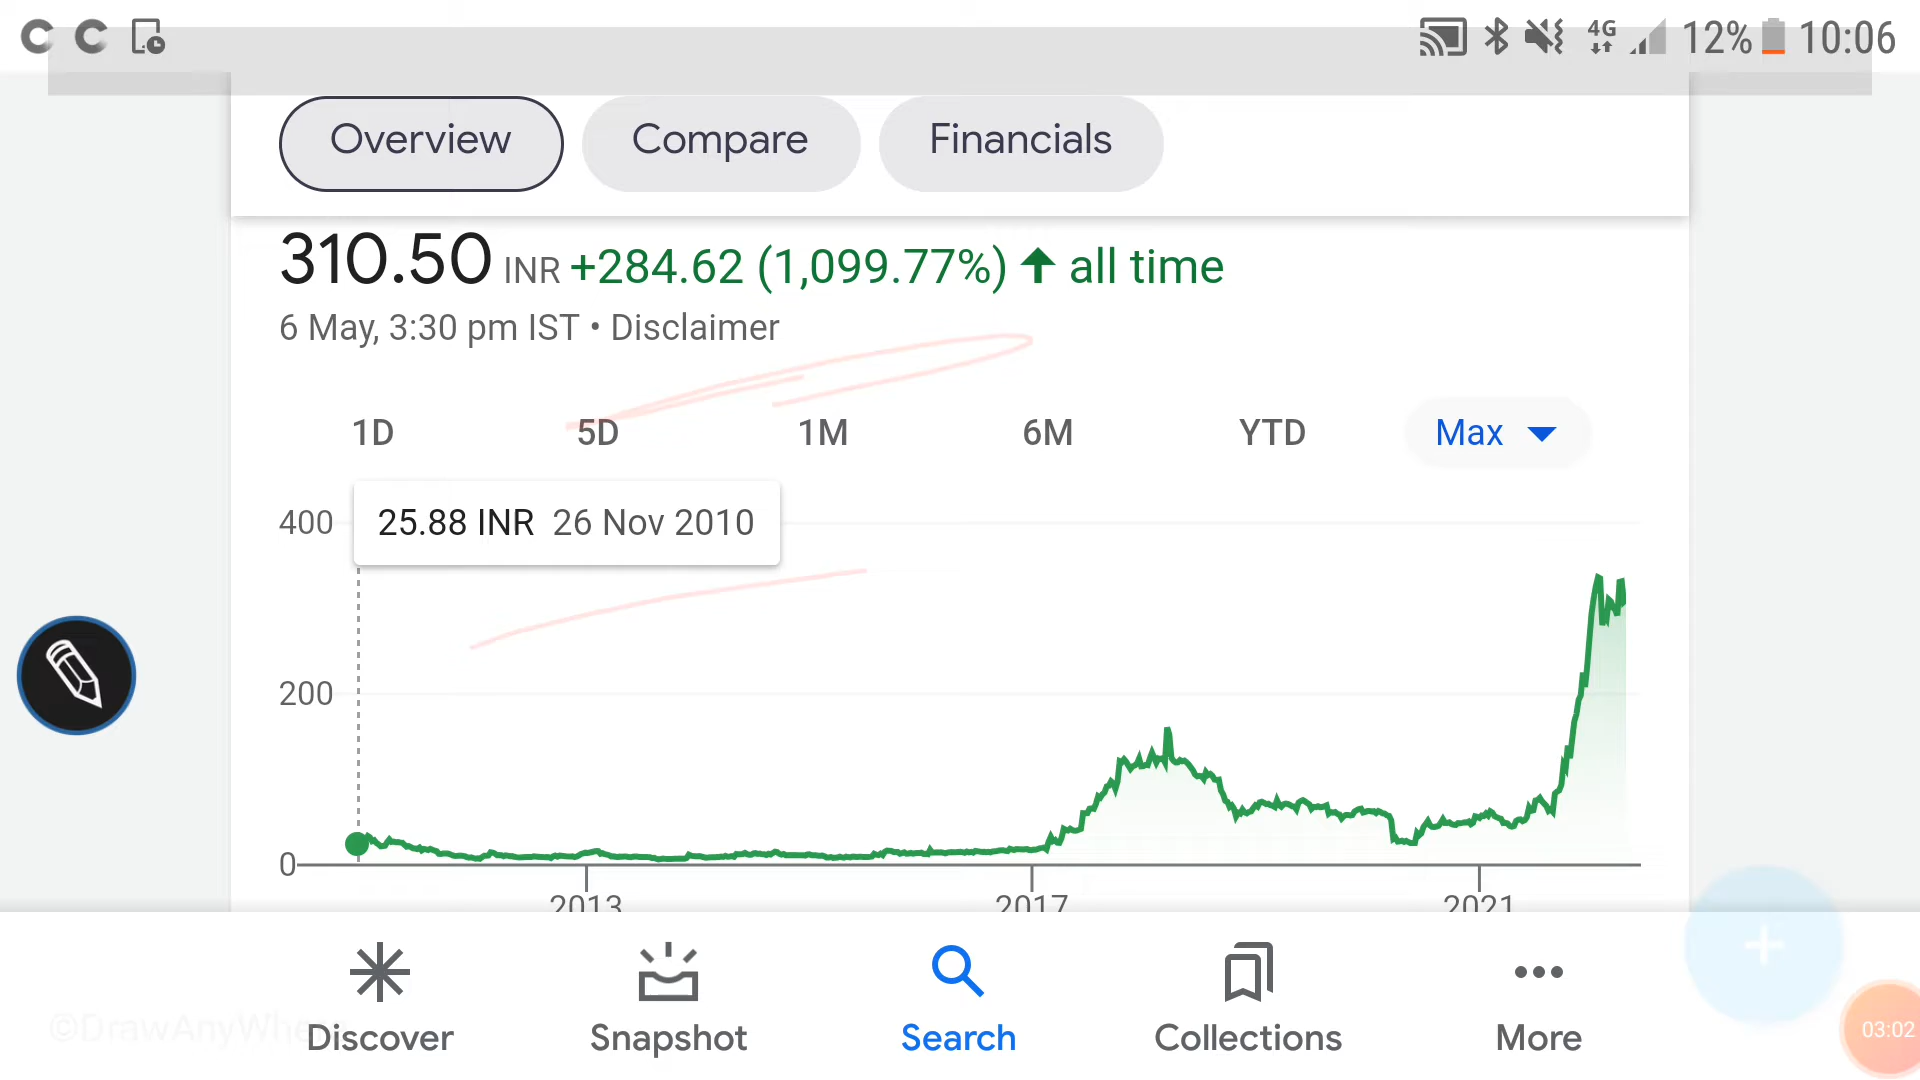 4G 12% 10:06
Overview Compare Financials
310.50 INR +284.62 (1,099.77%) ↑ all time
6 May, 3:30 pm IST • Disclaimer
1D 5D 1M 6M YTD Max
400
25.88 INR 26 Nov 2010
200
0
2013 2017 2021
©DrawAnyWhe
Discover Snapshot Search Collections More
03:02